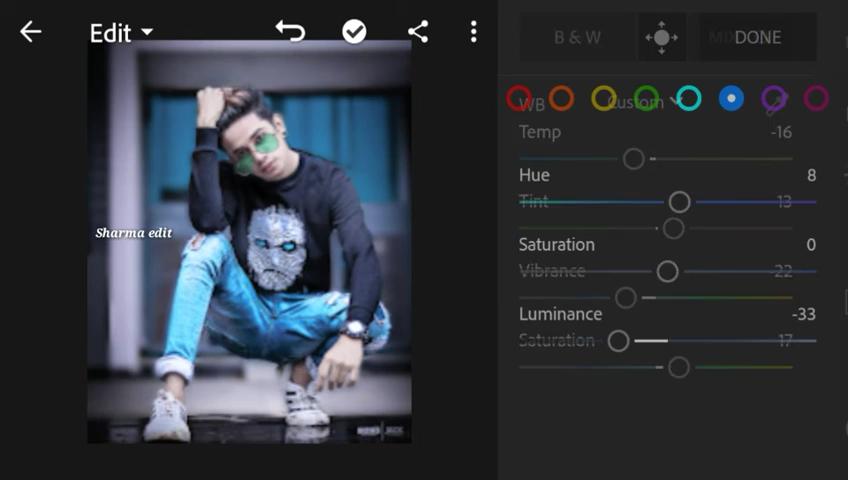 Edit
B & W
DONE
WB
Custom
Temp -16
Hue 8
Tint 13
Saturation 0
Vibrance -22
Luminance -33
Saturation 17
Sharma edit